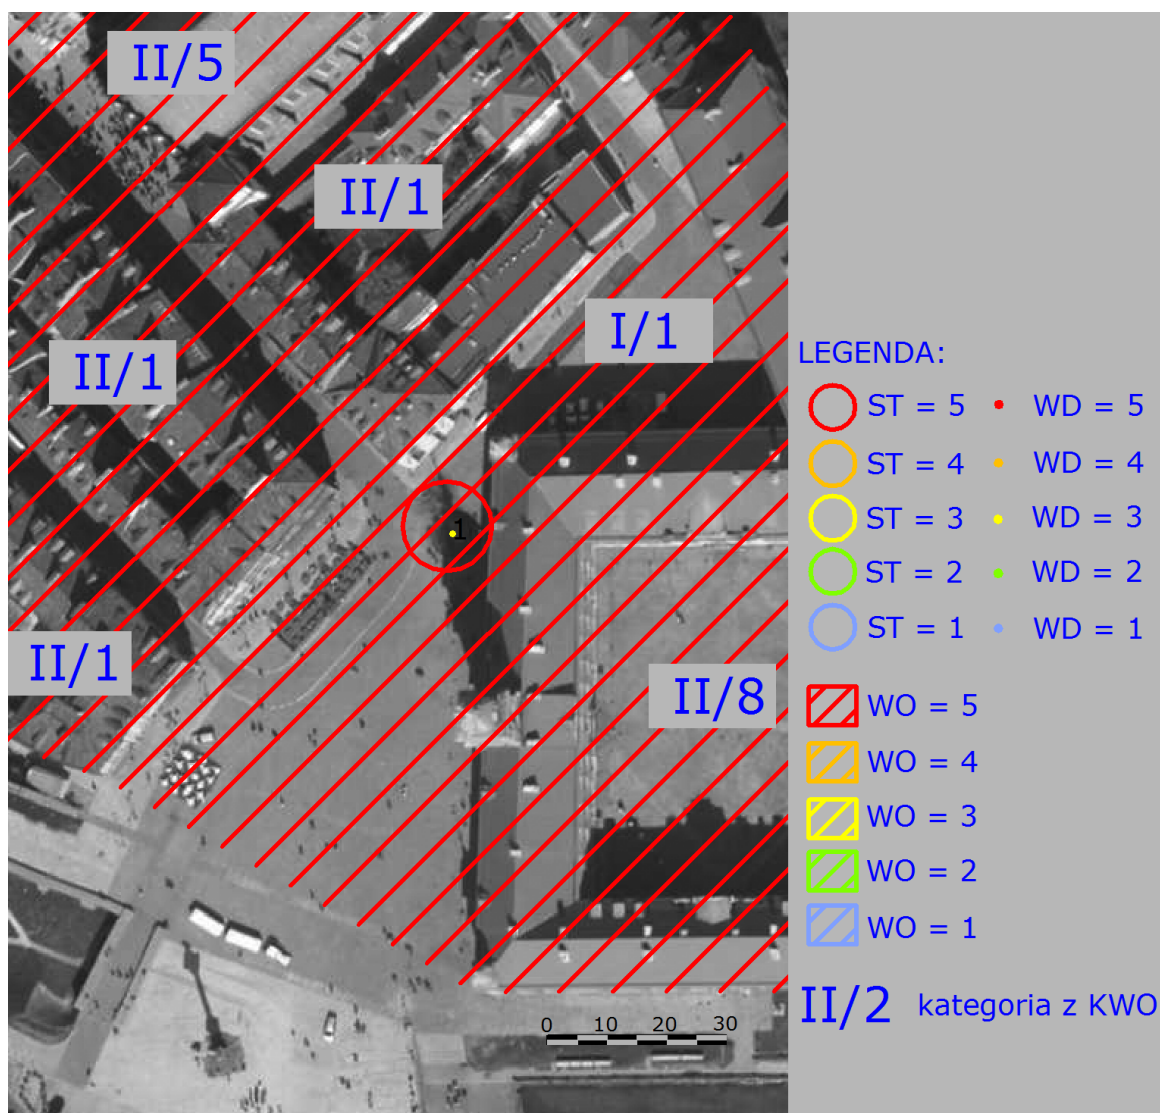 II/5
II/1
I/1
II/1
II/1
II/8
1
0 10 20 30
LEGENDA:
ST = 5 WD = 5
ST = 4 WD = 4
ST = 3 WD = 3
ST = 2 WD = 2
ST = 1 WD = 1
WO = 5
WO = 4
WO = 3
WO = 2
WO = 1
II/2 kategoria z KWO